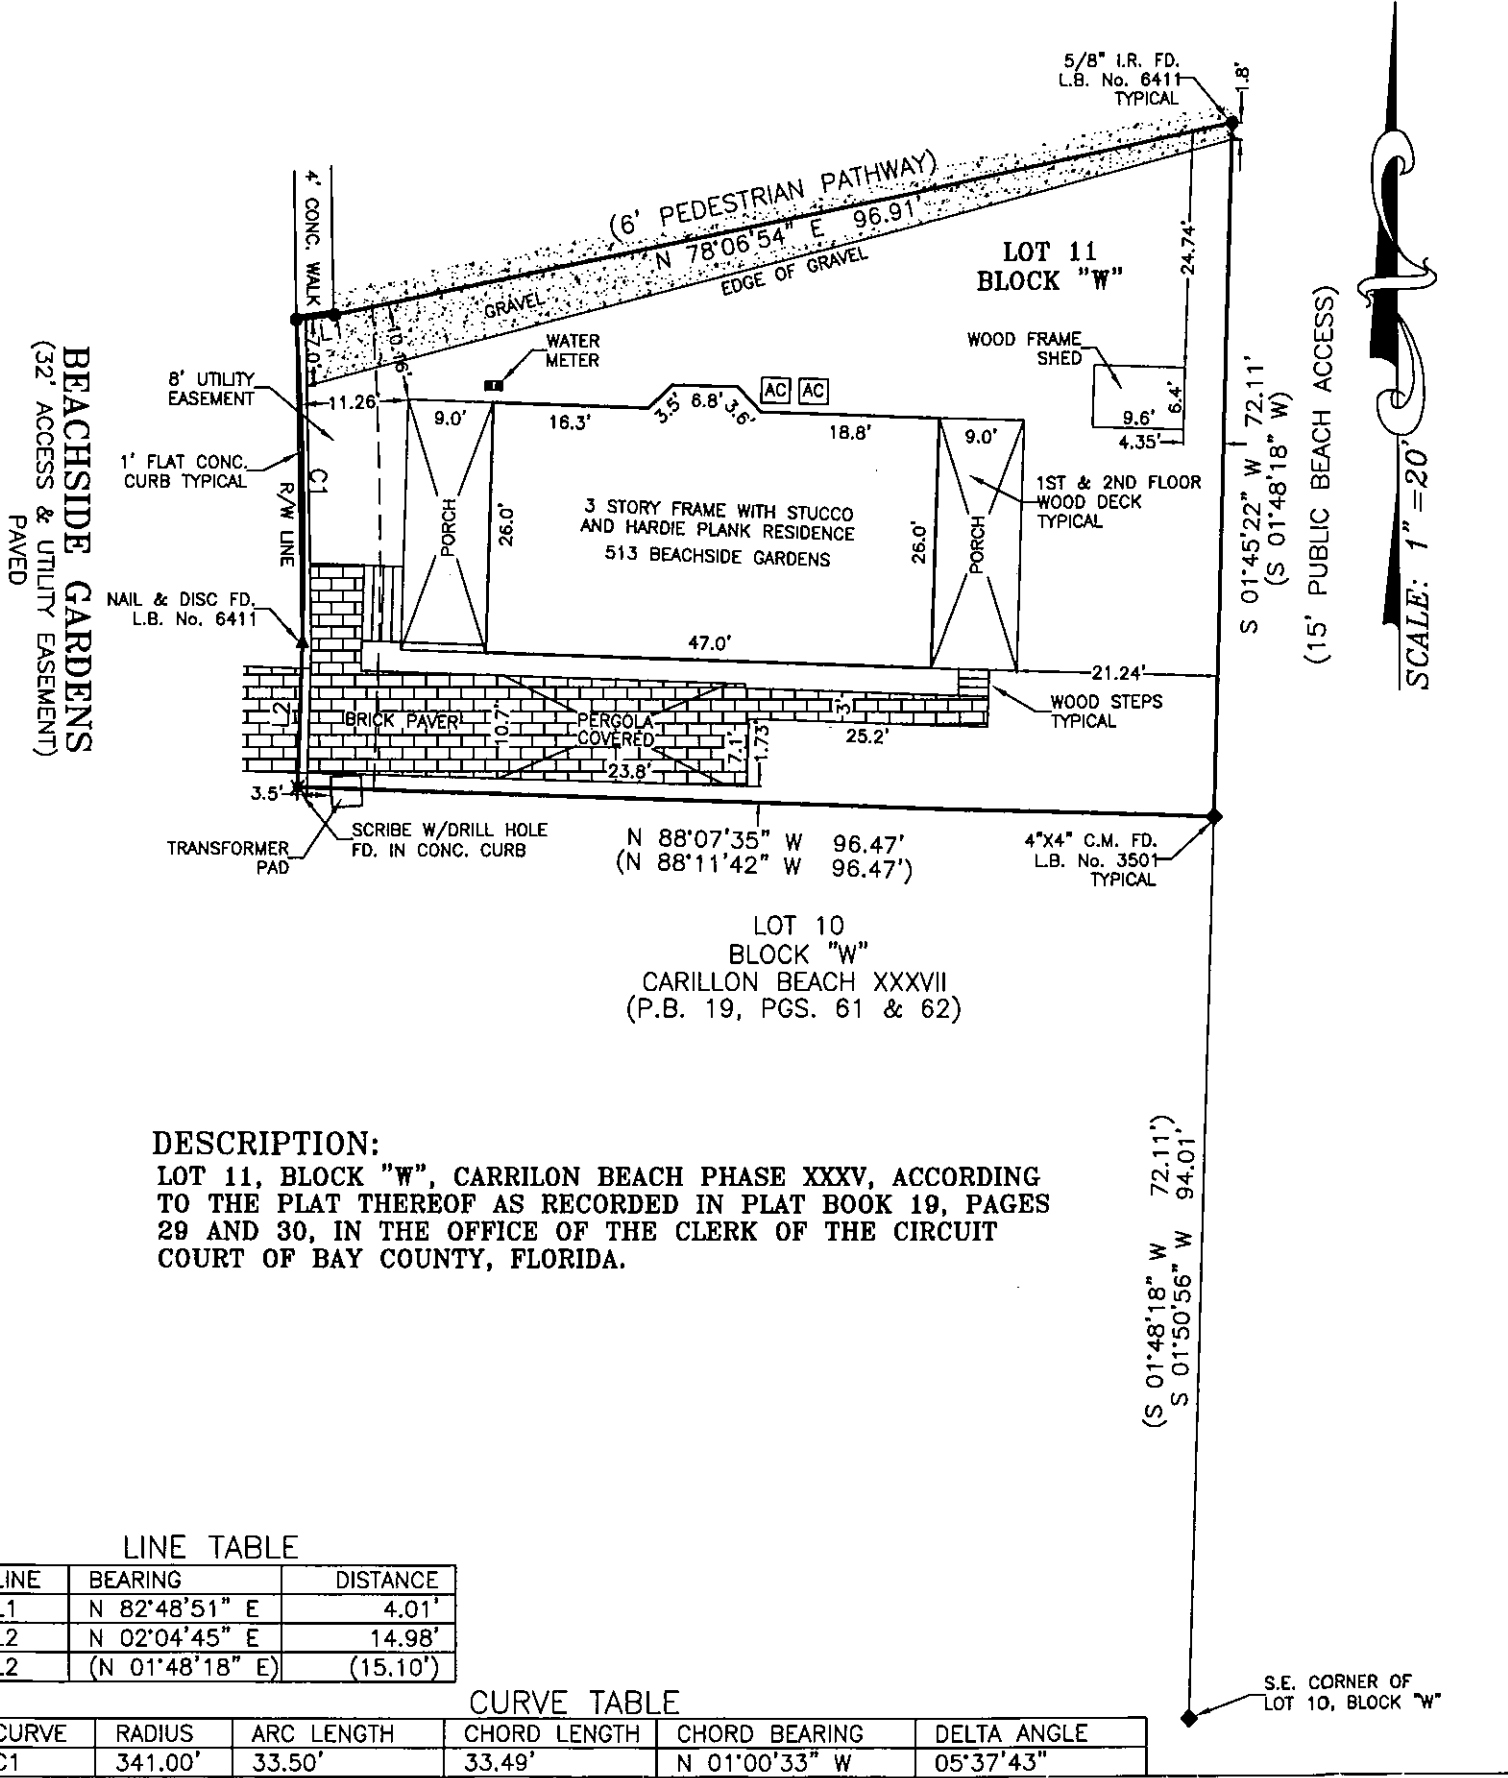 5/8" I.R. FD.
L.B. No. 6411
TYPICAL
1.8'
4' CONC. WALK
(6' PEDESTRIAN PATHWAY)
N 78°06'54" E 96.91'
GRAVEL
EDGE OF GRAVEL
LOT 11
BLOCK "W"
24.74'
WOOD FRAME
SHED
6.4'
9.6'
4.35'
S 01°45'22" W 72.11'
(S 01°48'18" W)
(15' PUBLIC BEACH ACCESS)
SCALE: 1"=20'
L1
7.0'
10.16'
WATER
METER
8' UTILITY
EASEMENT
11.26'
9.0'
16.3'
3.5'
6.8'
3.6'
AC
AC
18.8'
9.0'
1' FLAT CONC.
CURB TYPICAL
C1
R/W LINE
BEACHSIDE GARDENS
(32' ACCESS & UTILITY EASEMENT)
PAVED
PORCH
26.0'
3 STORY FRAME WITH STUCCO
AND HARDIE PLANK RESIDENCE
513 BEACHSIDE GARDENS
26.0'
PORCH
1ST & 2ND FLOOR
WOOD DECK
TYPICAL
NAIL & DISC FD.
L.B. No. 6411
47.0'
21.24'
WOOD STEPS
TYPICAL
L2
BRICK PAVER
10.7'
PERGOLA
COVERED
23.8'
7.1'
1.73'
3'
25.2'
3.5'
TRANSFORMER
PAD
SCRIBE W/DRILL HOLE
FD. IN CONC. CURB
N 88°07'35" W 96.47'
(N 88°11'42" W 96.47')
4"X4" C.M. FD.
L.B. No. 3501
TYPICAL
LOT 10
BLOCK "W"
CARILLON BEACH XXXVII
(P.B. 19, PGS. 61 & 62)
(S 01°48'18" W 72.11')
S 01°50'56" W 94.01'
DESCRIPTION:
LOT 11, BLOCK "W", CARRILON BEACH PHASE XXXV, ACCORDING
TO THE PLAT THEREOF AS RECORDED IN PLAT BOOK 19, PAGES
29 AND 30, IN THE OFFICE OF THE CLERK OF THE CIRCUIT
COURT OF BAY COUNTY, FLORIDA.
LINE TABLE
LINE BEARING DISTANCE
L1 N 82°48'51" E 4.01'
L2 N 02°04'45" E 14.98'
L2 (N 01°48'18" E) (15.10')
S.E. CORNER OF
LOT 10, BLOCK "W"
CURVE TABLE
CURVE RADIUS ARC LENGTH CHORD LENGTH CHORD BEARING DELTA ANGLE
C1 341.00' 33.50' 33.49' N 01°00'33" W 05°37'43"